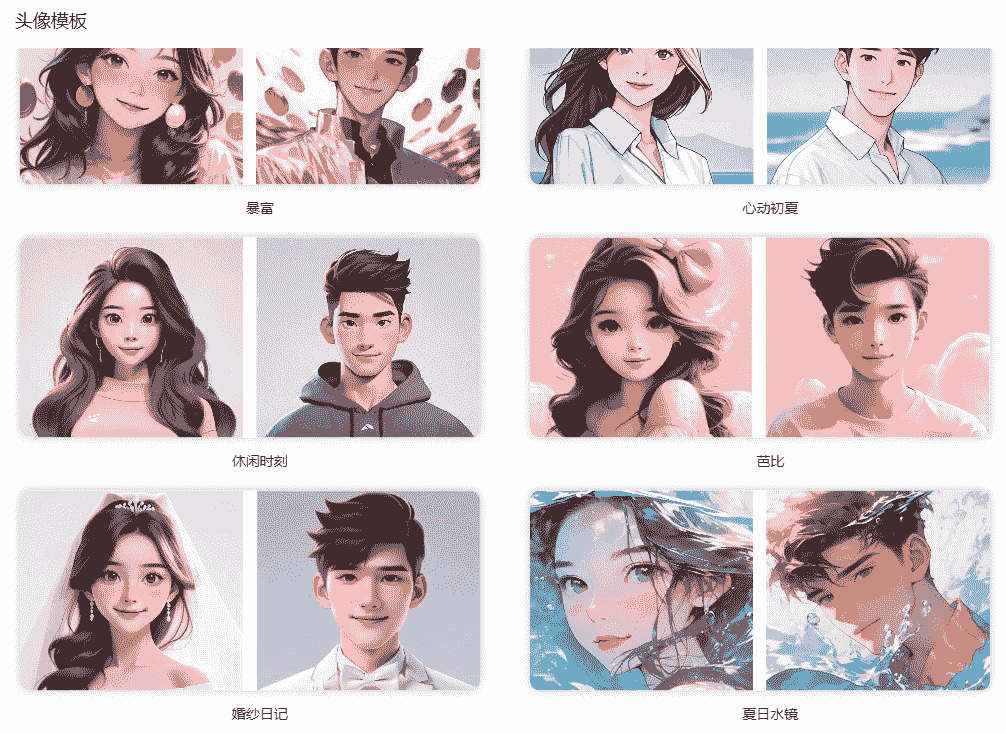 头像模板
暴富
心动初夏
休闲时刻
芭比
婚纱日记
夏日水镜